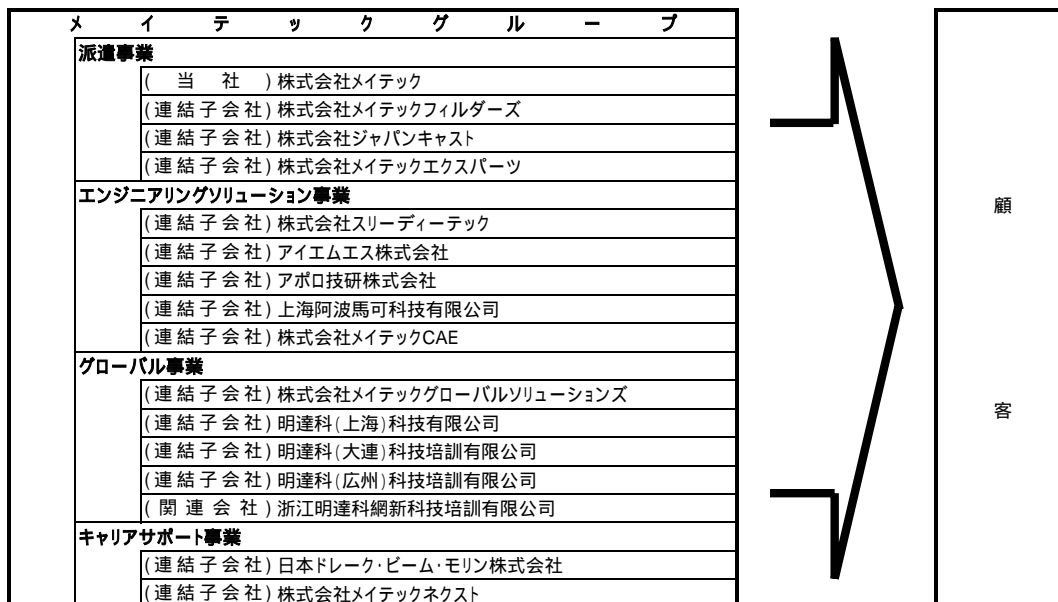 メイテックグループ
派遣事業
(当社)株式会社メイテック
(連結子会社)株式会社メイテックフィルダーズ
(連結子会社)株式会社ジャパンキャスト
(連結子会社)株式会社メイテックエクスパーツ
エンジニアリングソリューション事業
(連結子会社)株式会社スリーディーテック
(連結子会社)アイエムエス株式会社
(連結子会社)アポロ技研株式会社
(連結子会社)上海阿波馬可科技有限公司
(連結子会社)株式会社メイテックCAE
グローバル事業
(連結子会社)株式会社メイテックグローバルソリューションズ
(連結子会社)明達科(上海)科技有限公司
(連結子会社)明達科(大連)科技培訓有限公司
(連結子会社)明達科(広州)科技培訓有限公司
(関連会社)浙江明達科網新科技培訓有限公司
キャリアサポート事業
(連結子会社)日本ドレーク・ビーム・モリン株式会社
(連結子会社)株式会社メイテックネクスト
顧
客